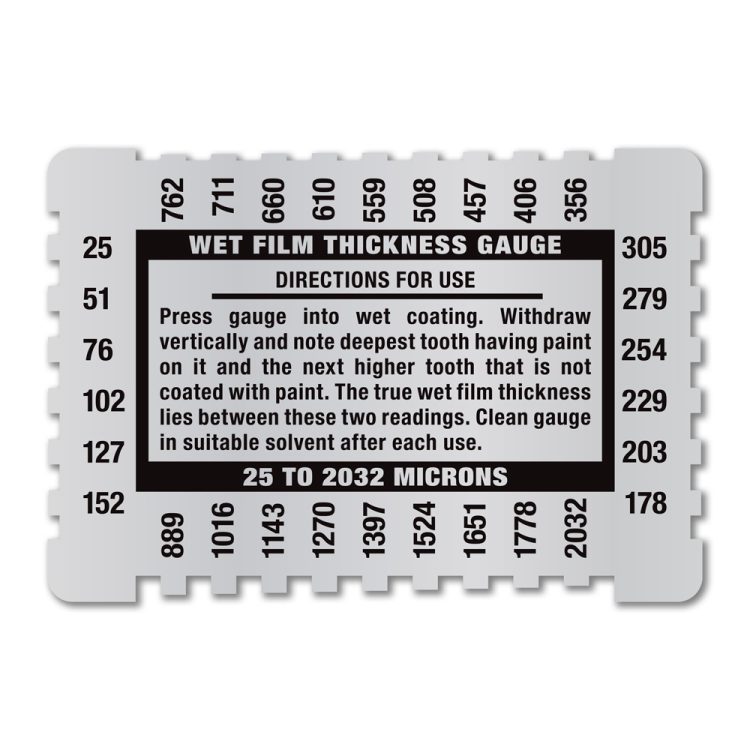 762 711 660 610 559 508 457 406 356
WET FILM THICKNESS GAUGE
DIRECTIONS FOR USE
Press gauge into wet coating. Withdraw
vertically and note deepest tooth having paint
on it and the next higher tooth that is not
coated with paint. The true wet film thickness
lies between these two readings. Clean gauge
in suitable solvent after each use.
25 TO 2032 MICRONS
25
51
76
102
127
152
305
279
254
229
203
178
889 1016 1143 1270 1397 1524 1651 1778 2032